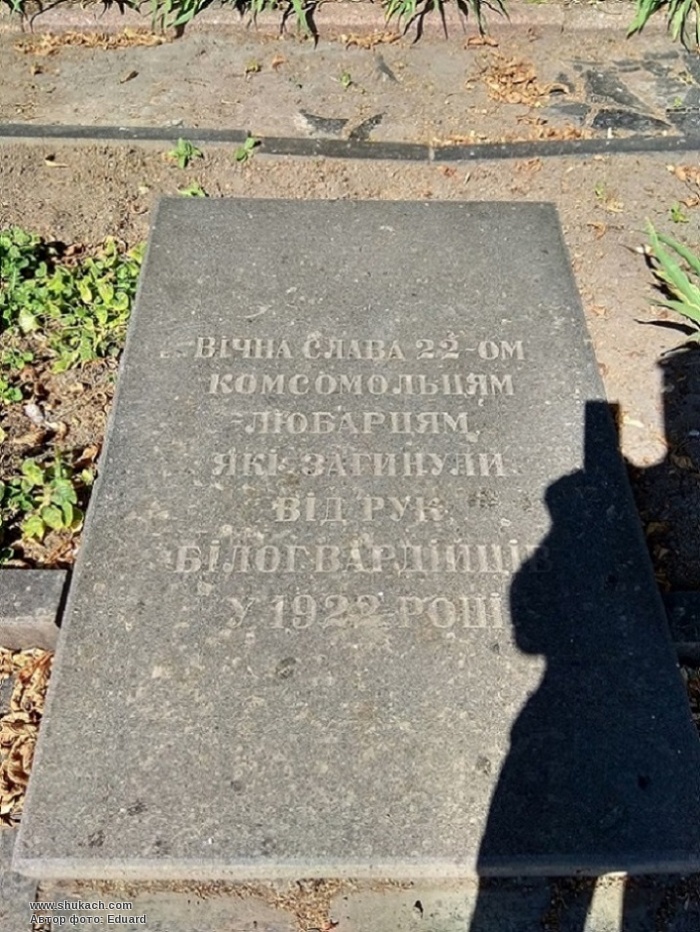 ВІЧНА СЛАВА 22-ОМ
КОМСОМОЛЬЦЯМ
ЛЮБАРЦЯМ,
ЯКІ ЗАГИНУЛИ
ВІД РУК
БІЛОГВАРДІЙЦІВ
У 1922 РОЦІ
www.shukach.com
Автор фото: Eduard